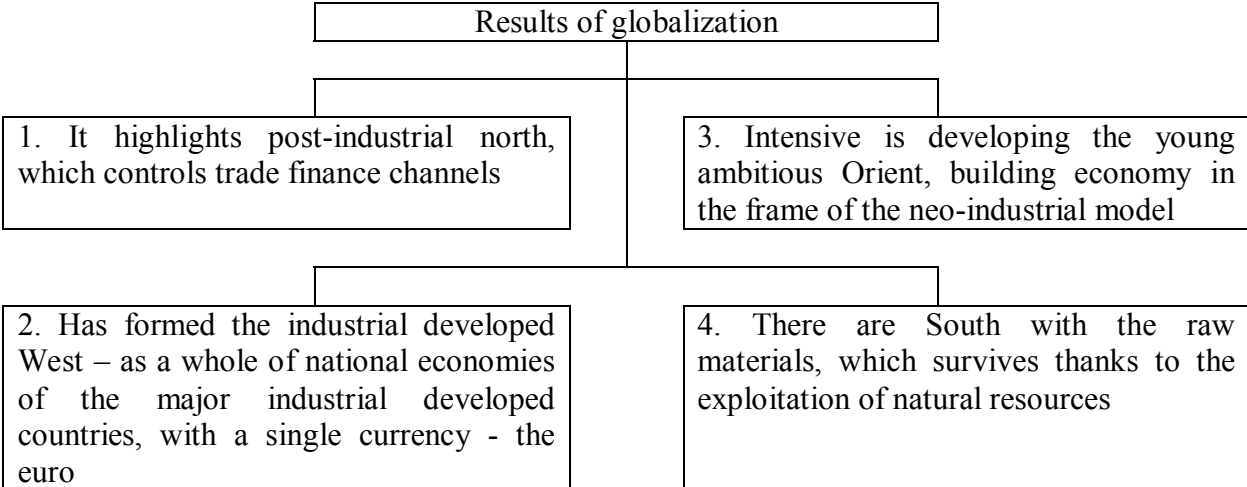 Results of globalization
1. It highlights post-industrial north,
which controls trade finance channels
3. Intensive is developing the young
ambitious Orient, building economy in
the frame of the neo-industrial model
2. Has formed the industrial developed
West – as a whole of national economies
of the major industrial developed
countries, with a single currency - the
euro
4. There are South with the raw
materials, which survives thanks to the
exploitation of natural resources